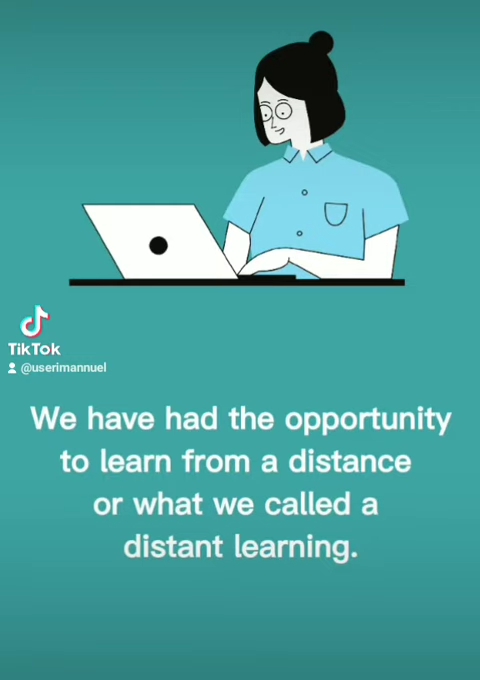 TikTok
@userimannuel
We have had the opportunity
to learn from a distance
or what we called a
distant learning.